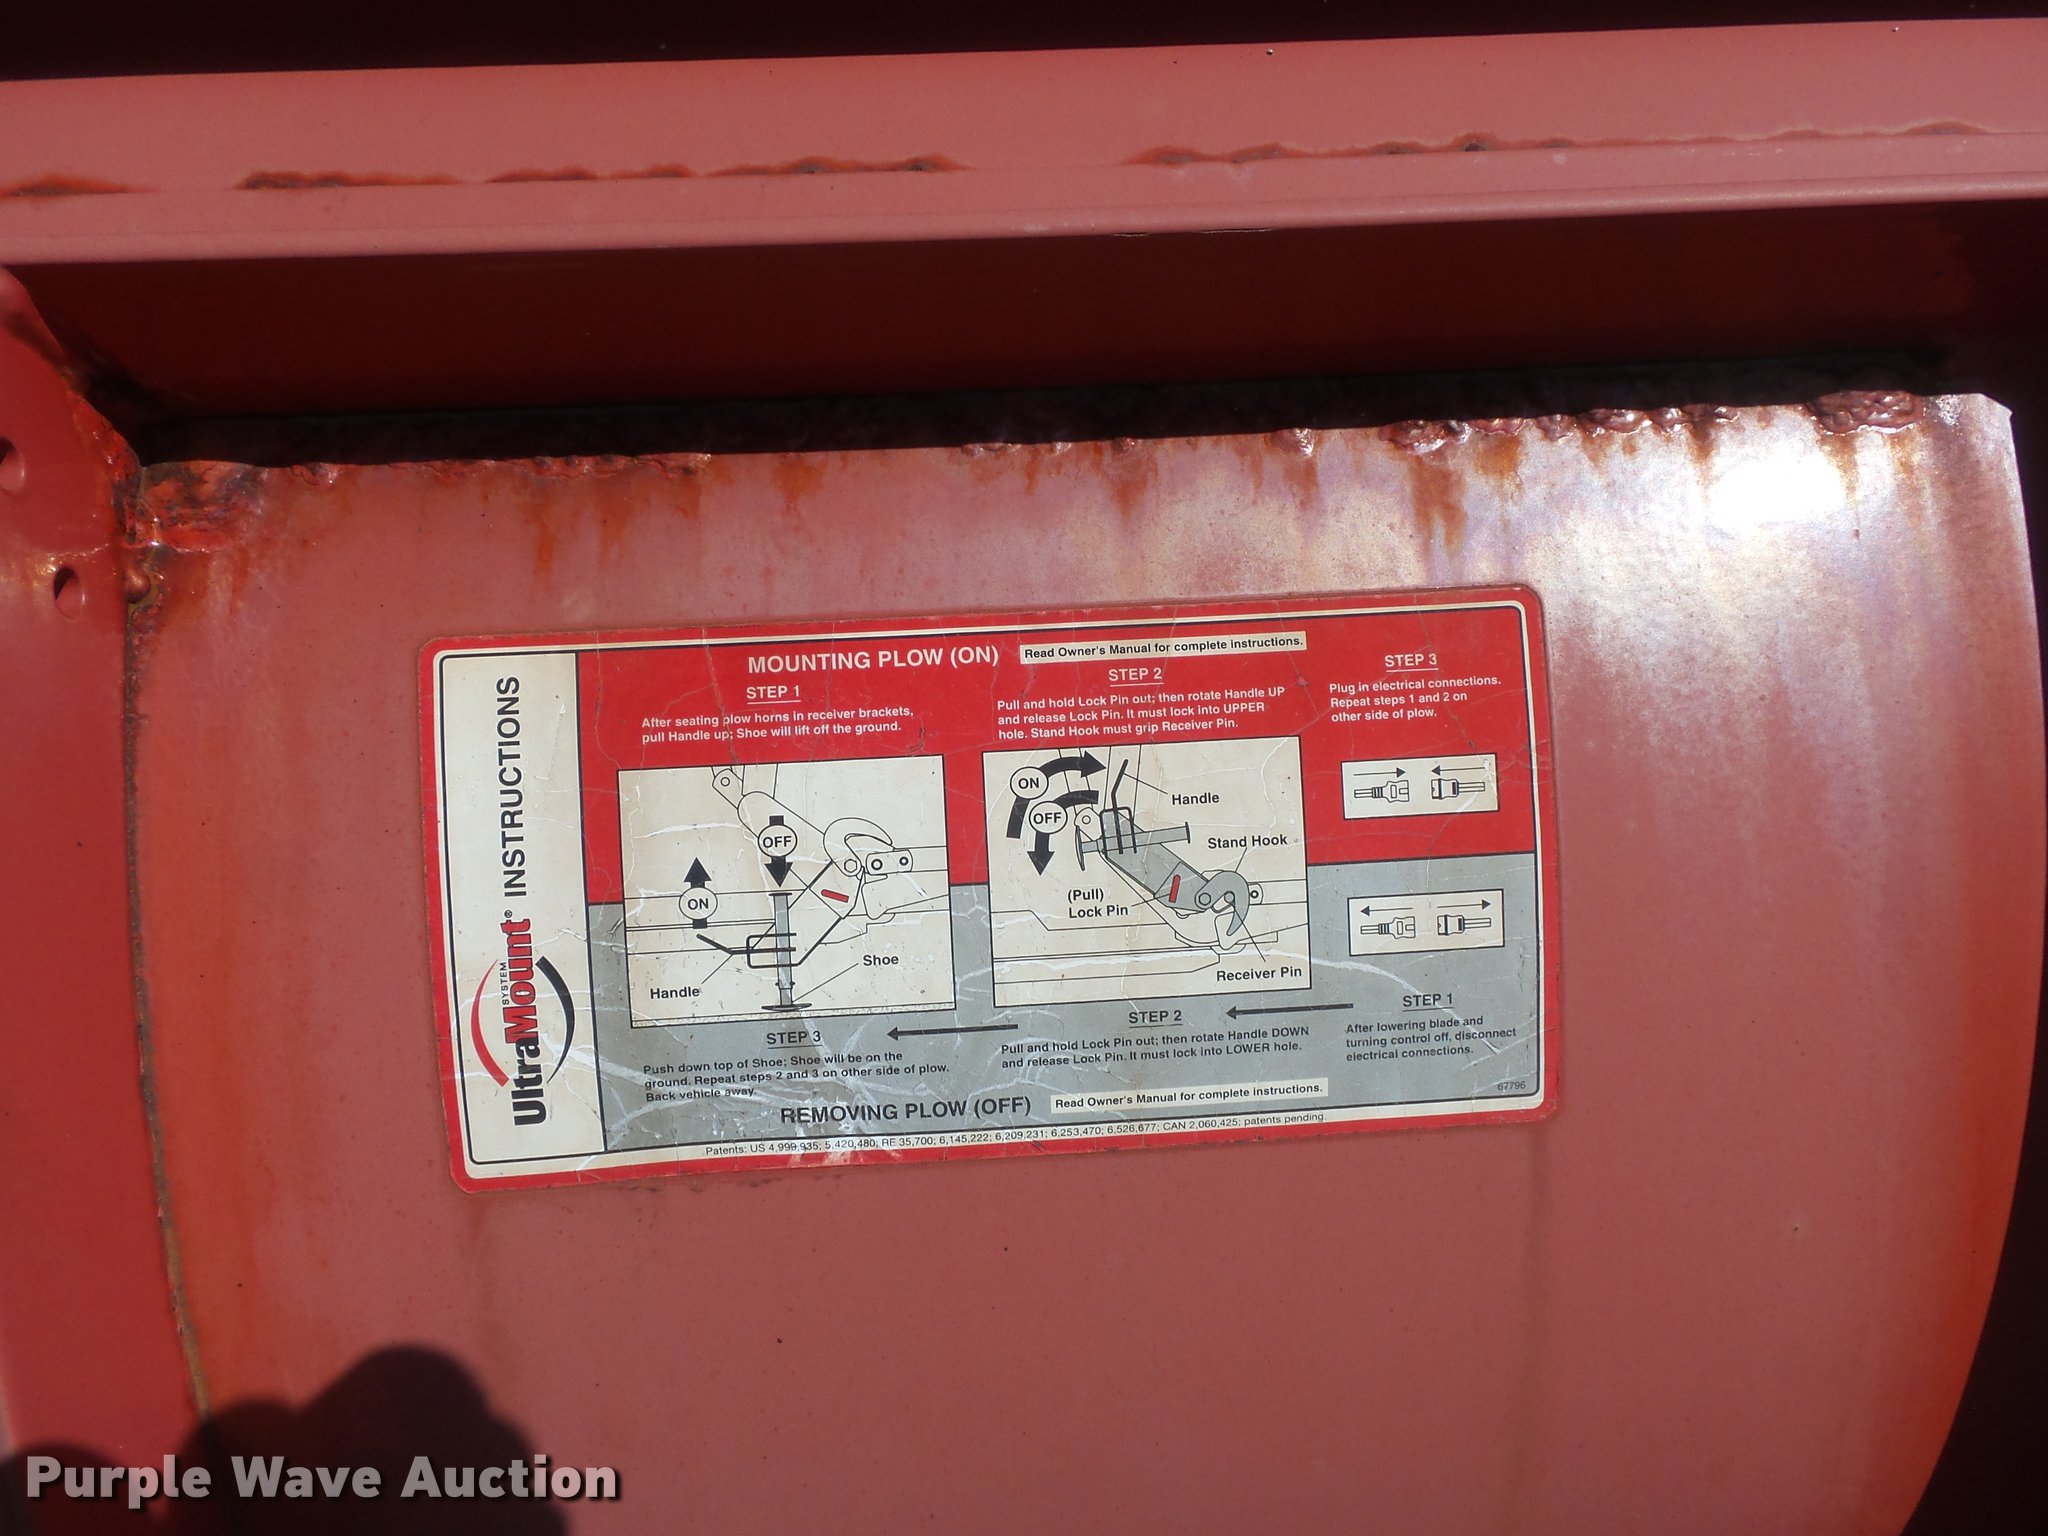 UltraMount® SYSTEM INSTRUCTIONS
MOUNTING PLOW (ON)
Read Owner's Manual for complete instructions.
STEP 1
After seating plow horns in receiver brackets,
pull Handle up; Shoe will lift off the ground.
STEP 2
Pull and hold Lock Pin out; then rotate Handle UP
and release Lock Pin. It must lock into UPPER
hole. Stand Hook must grip Receiver Pin.
STEP 3
Plug in electrical connections.
Repeat steps 1 and 2 on
other side of plow.
OFF
ON
Handle
Shoe
ON
OFF
Handle
Stand Hook
(Pull)
Lock Pin
Receiver Pin
STEP 3
Push down top of Shoe; Shoe will be on the
ground. Repeat steps 2 and 3 on other side of plow.
Back vehicle away.
STEP 2
Pull and hold Lock Pin out; then rotate Handle DOWN
and release Lock Pin. It must lock into LOWER hole.
STEP 1
After lowering blade and
turning control off, disconnect
electrical connections.
67796
REMOVING PLOW (OFF)
Read Owner's Manual for complete instructions.
Patents: US 4,999,935; 5,420,480; RE 35,700; 6,145,222; 6,209,231; 6,253,470; 6,526,677; CAN 2,060,425; patents pending.
Purple Wave Auction